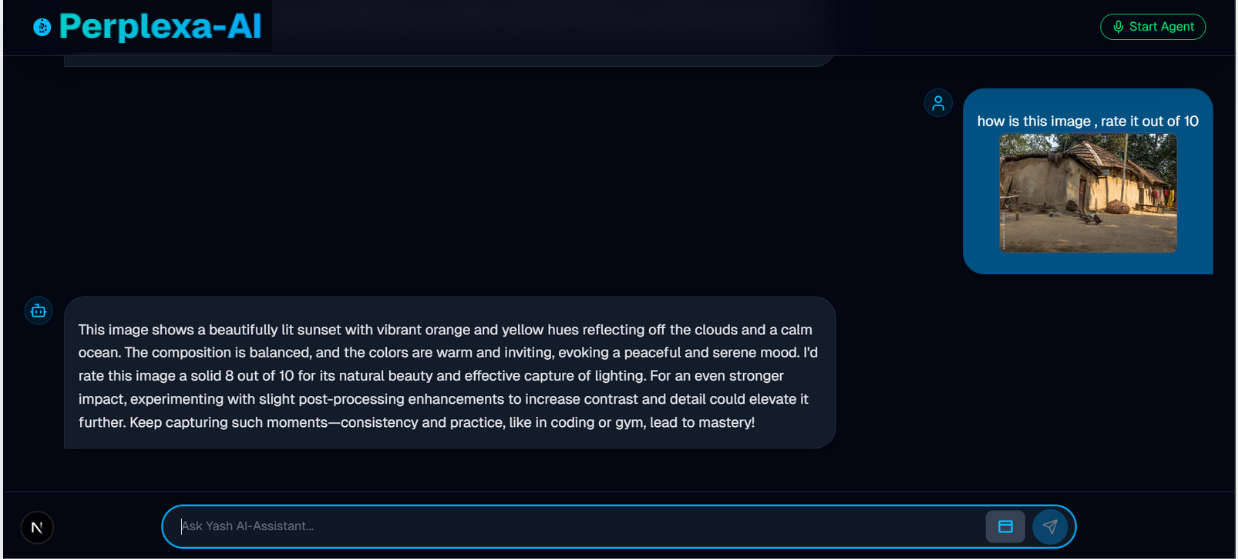 Perplexa-AI
Start Agent
how is this image , rate it out of 10
This image shows a beautifully lit sunset with vibrant orange and yellow hues reflecting off the clouds and a calm
ocean. The composition is balanced, and the colors are warm and inviting, evoking a peaceful and serene mood. I'd
rate this image a solid 8 out of 10 for its natural beauty and effective capture of lighting. For an even stronger
impact, experimenting with slight post-processing enhancements to increase contrast and detail could elevate it
further. Keep capturing such moments—consistency and practice, like in coding or gym, lead to mastery!
N
Ask Yash AI-Assistant...